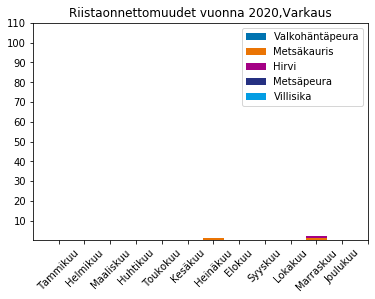 Riistaonnettomuudet vuonna 2020,Varkaus
110
100
90
80
70
60
50
40
30
20
10
Valkohäntäpeura
Metsäkauris
Hirvi
Metsäpeura
Villisika
Tammikuu
Helmikuu
Maaliskuu
Huhtikuu
Toukokuu
Kesäkuu
Heinäkuu
Elokuu
Syyskuu
Lokakuu
Marraskuu
Joulukuu